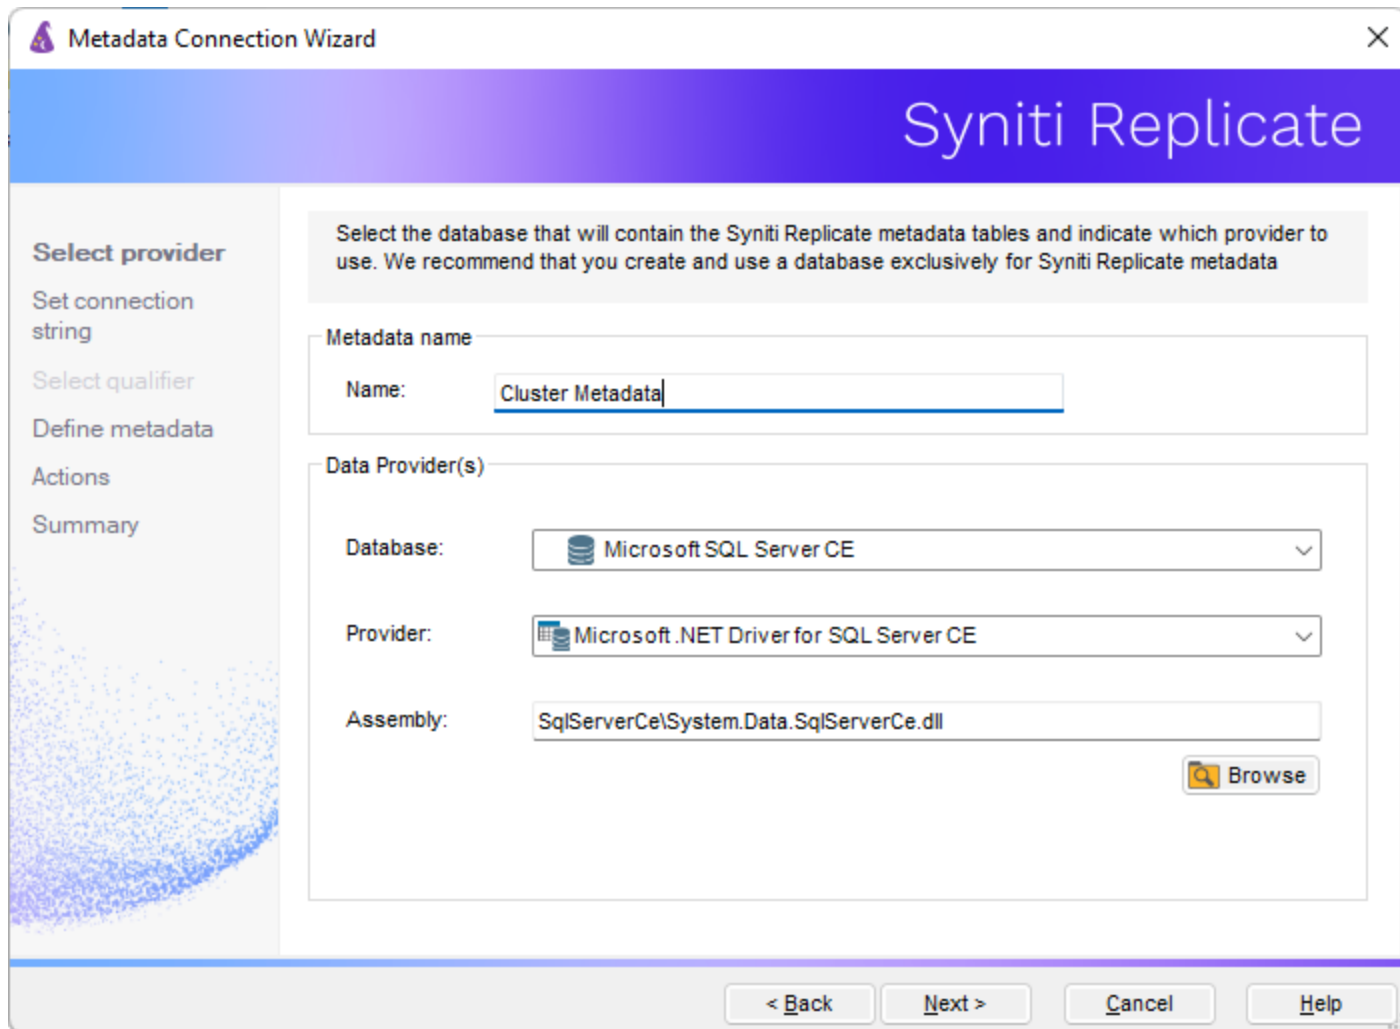 Metadata Connection Wizard
Syniti Replicate
Select provider
Set connection
string
Select qualifier
Define metadata
Actions
Summary
Select the database that will contain the Syniti Replicate metadata tables and indicate which provider to
use. We recommend that you create and use a database exclusively for Syniti Replicate metadata
Metadata name
Name:
Cluster Metadata
Data Provider(s)
Database:
Microsoft SQL Server CE
Provider:
Microsoft .NET Driver for SQL Server CE
Assembly:
SqlServerCe\System.Data.SqlServerCe.dll
Browse
< Back
Next >
Cancel
Help